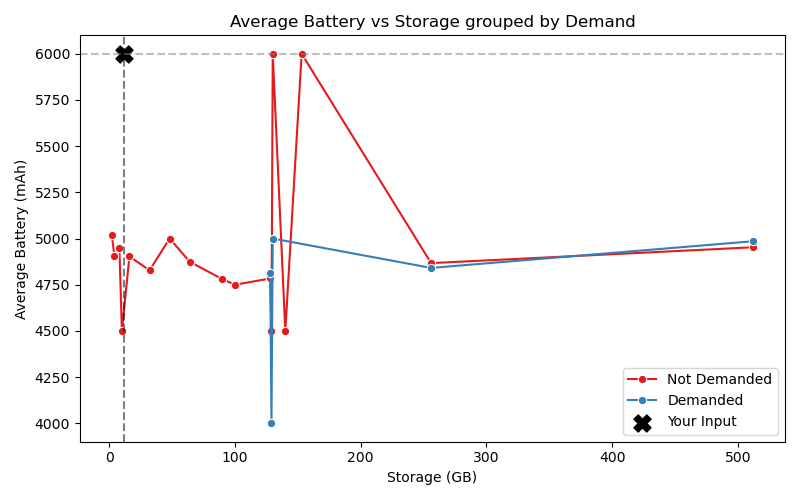 Average Battery vs Storage grouped by Demand
Average Battery (mAh)
6000
5750
5500
5250
5000
4750
4500
4250
4000
0 100 200 300 400 500
Storage (GB)
Not Demanded
Demanded
Your Input